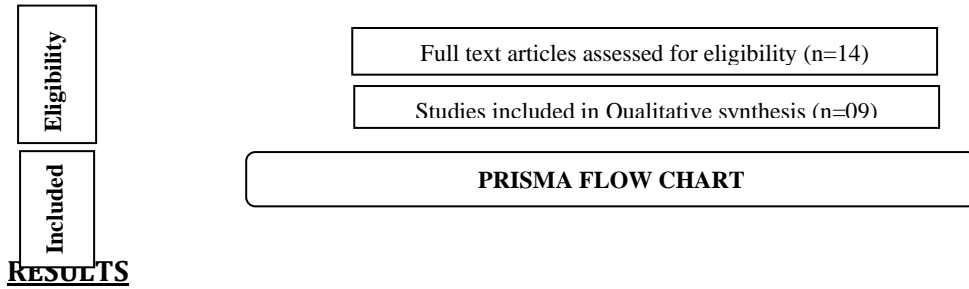 Eligibility
Full text articles assessed for eligibility (n=14)
Studies included in Qualitative synthesis (n=09)
Included
PRISMA FLOW CHART
RESULTS